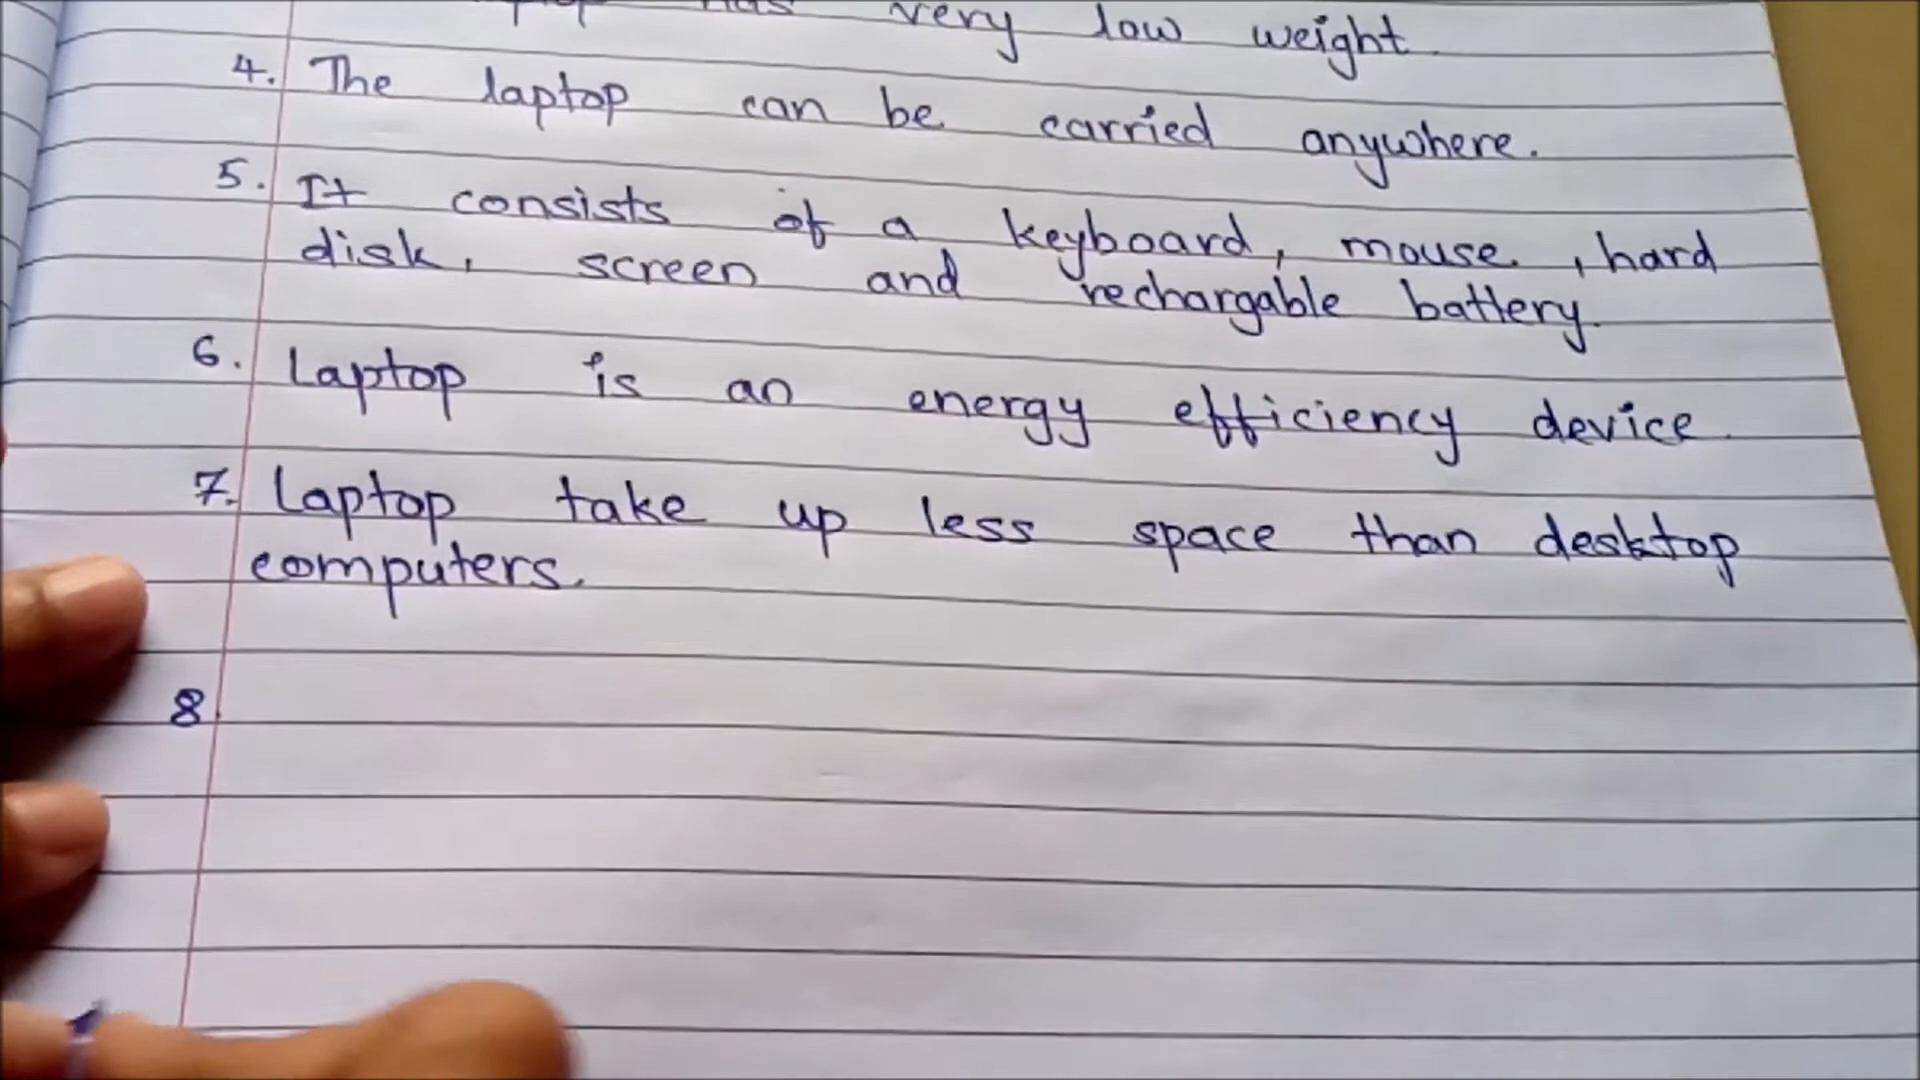 has very low weight.
4. The laptop can be carried anywhere.
5. It consists of a keyboard, mouse, hard
disk, screen and rechargable battery.
6. Laptop is an energy efficiency device.
7. Laptop take up less space than desktop
computers.
8.